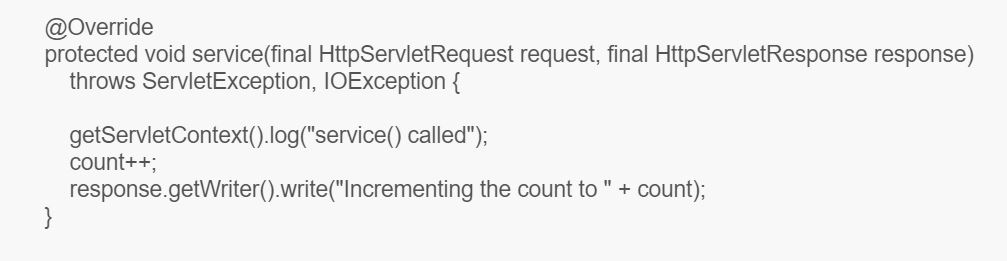 @Override
protected void service(final HttpServletRequest request, final HttpServletResponse response)
throws ServletException, IOException {
getServletContext().log("service() called");
count++;
response.getWriter().write("Incrementing the count to " + count);
}